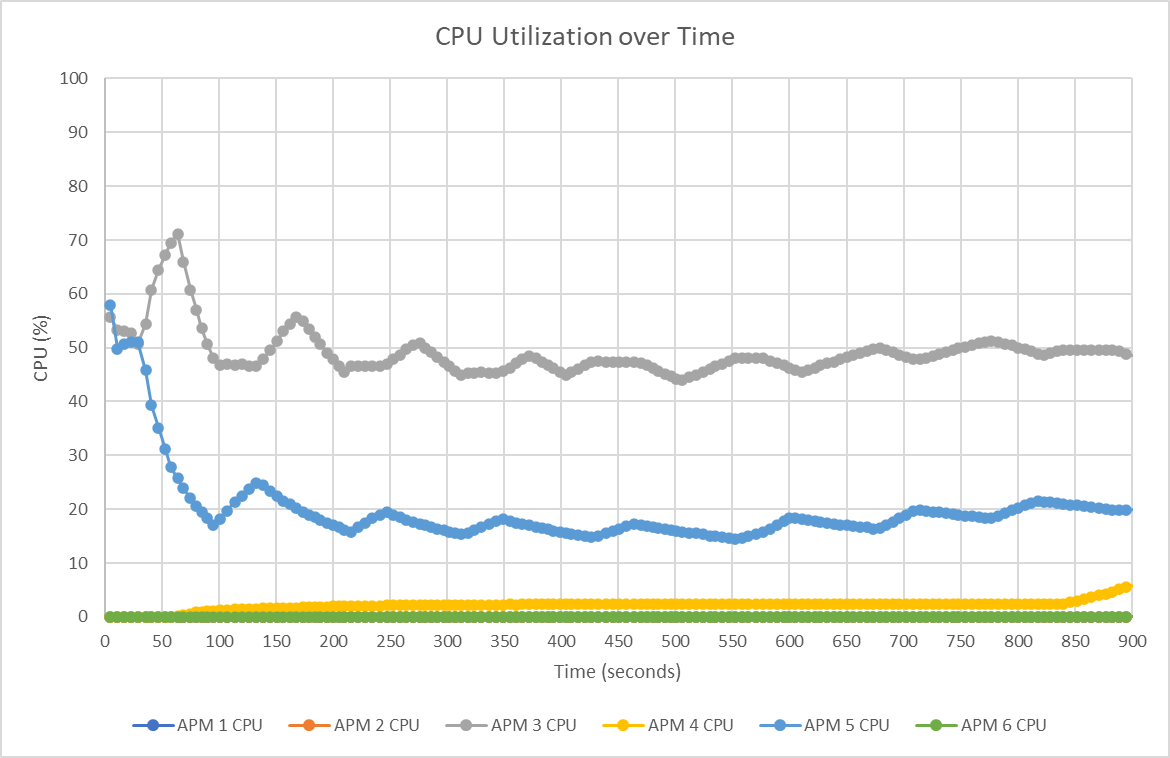 CPU Utilization over Time
100
90
80
70
60
50
40
30
20
10
0
CPU (%)
0 50 100 150 200 250 300 350 400 450 500 550 600 650 700 750 800 850 900
Time (seconds)
APM 1 CPU APM 2 CPU APM 3 CPU APM 4 CPU APM 5 CPU APM 6 CPU